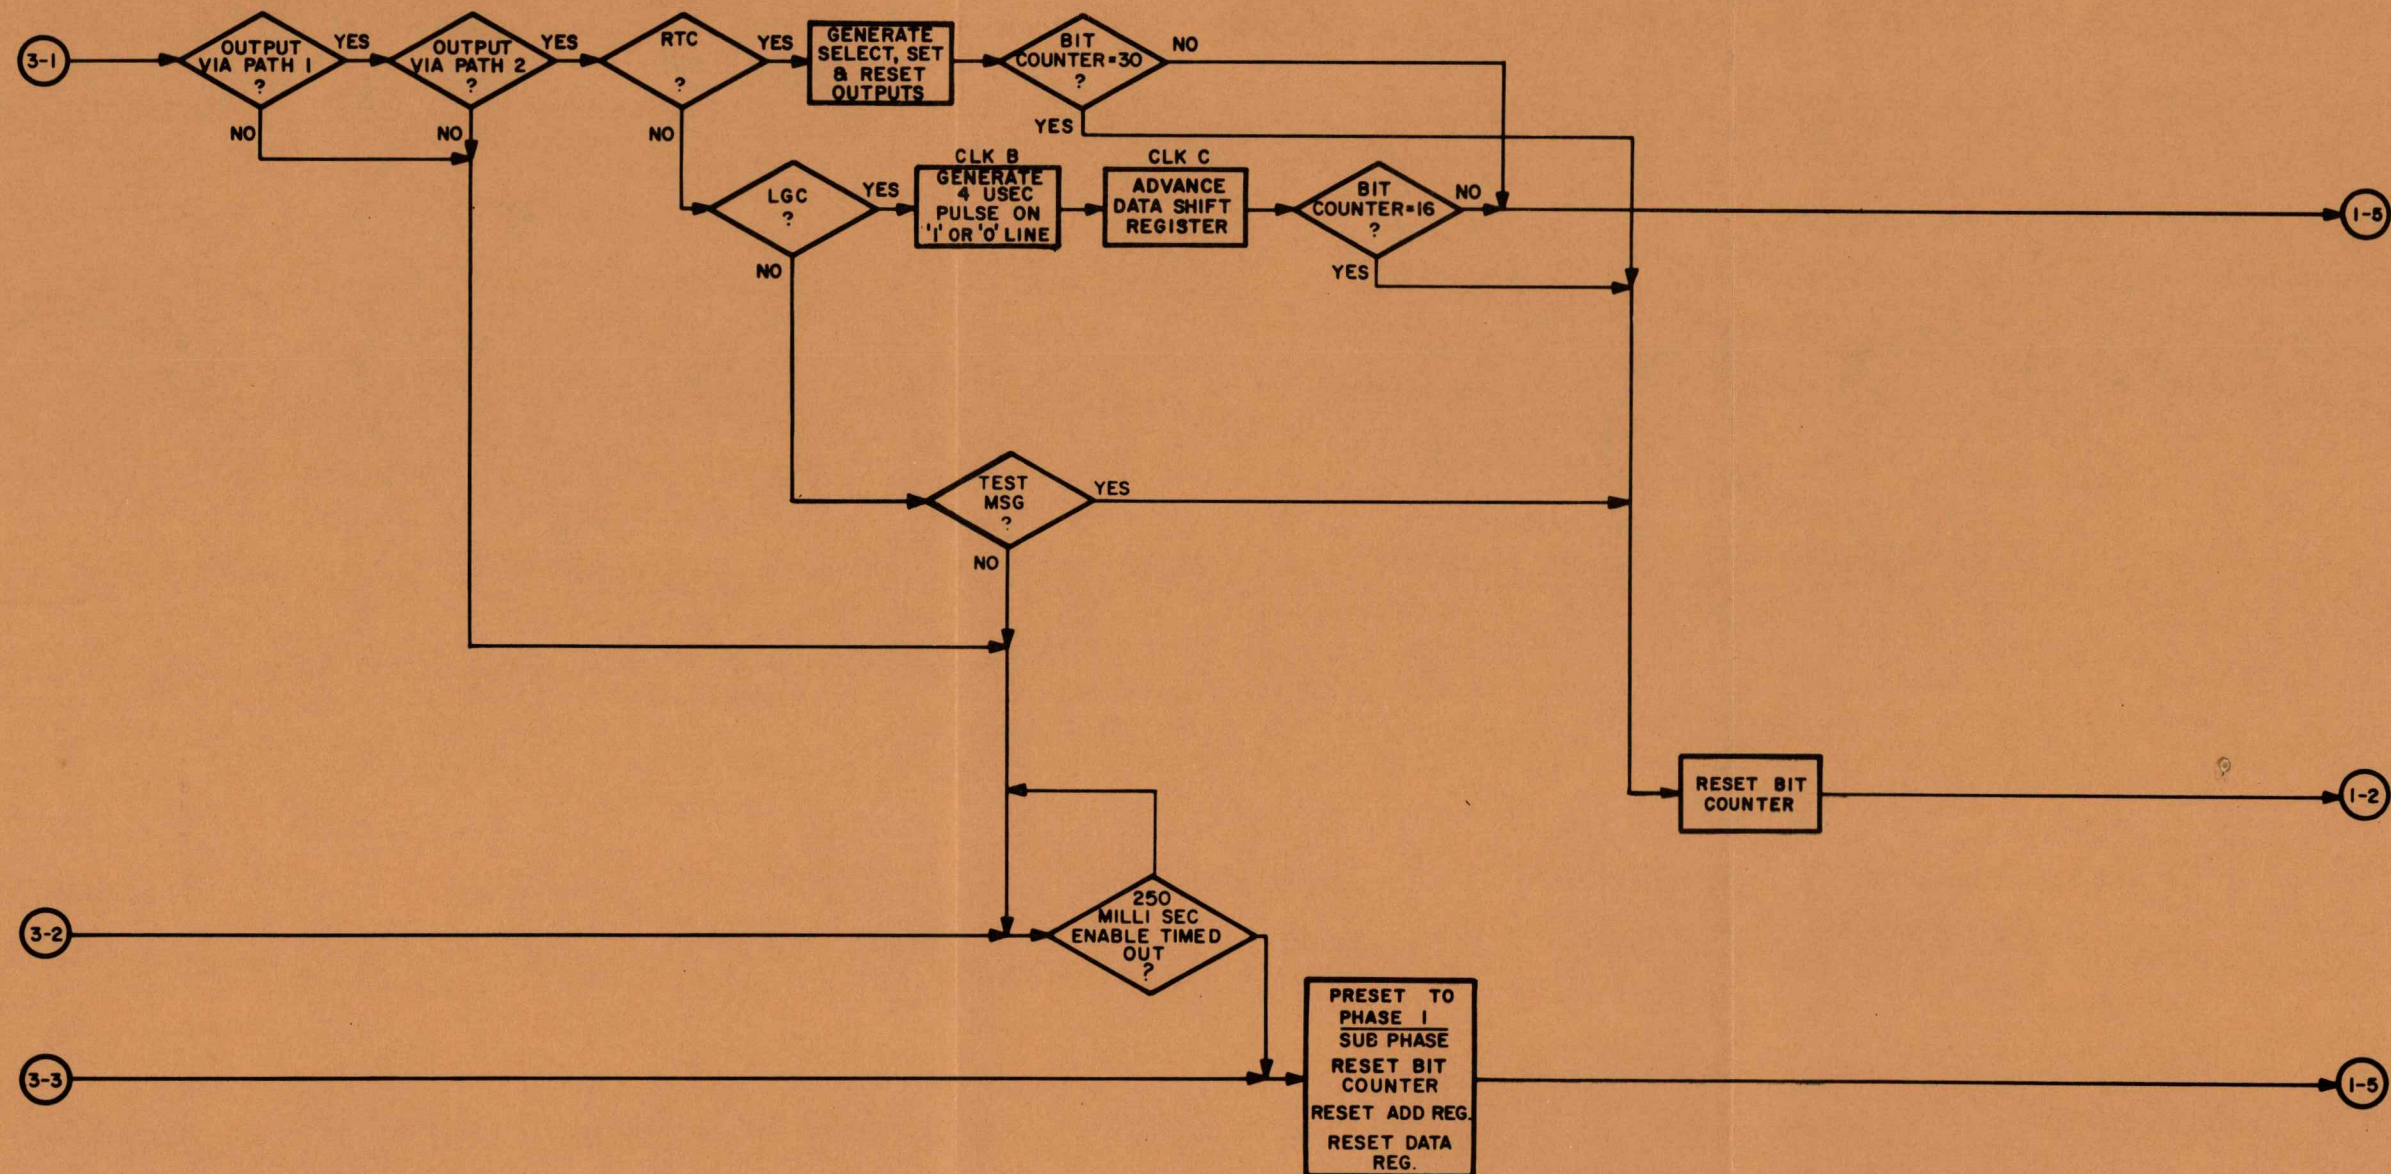 3-1
OUTPUT
VIA PATH 1
?
YES
NO
OUTPUT
VIA PATH 2
?
YES
NO
RTC
?
YES
NO
GENERATE
SELECT, SET
& RESET
OUTPUTS
BIT
COUNTER=30
?
NO
YES
LGC
?
YES
NO
CLK B
GENERATE
4 USEC
PULSE ON
'1' OR '0' LINE
CLK C
ADVANCE
DATA SHIFT
REGISTER
BIT
COUNTER=16
?
NO
YES
1-5
TEST
MSG
?
YES
NO
RESET BIT
COUNTER
1-2
3-2
250
MILLI SEC
ENABLE TIMED
OUT
?
3-3
PRESET TO
PHASE 1
SUB PHASE
RESET BIT
COUNTER
RESET ADD REG.
RESET DATA
REG.
1-5